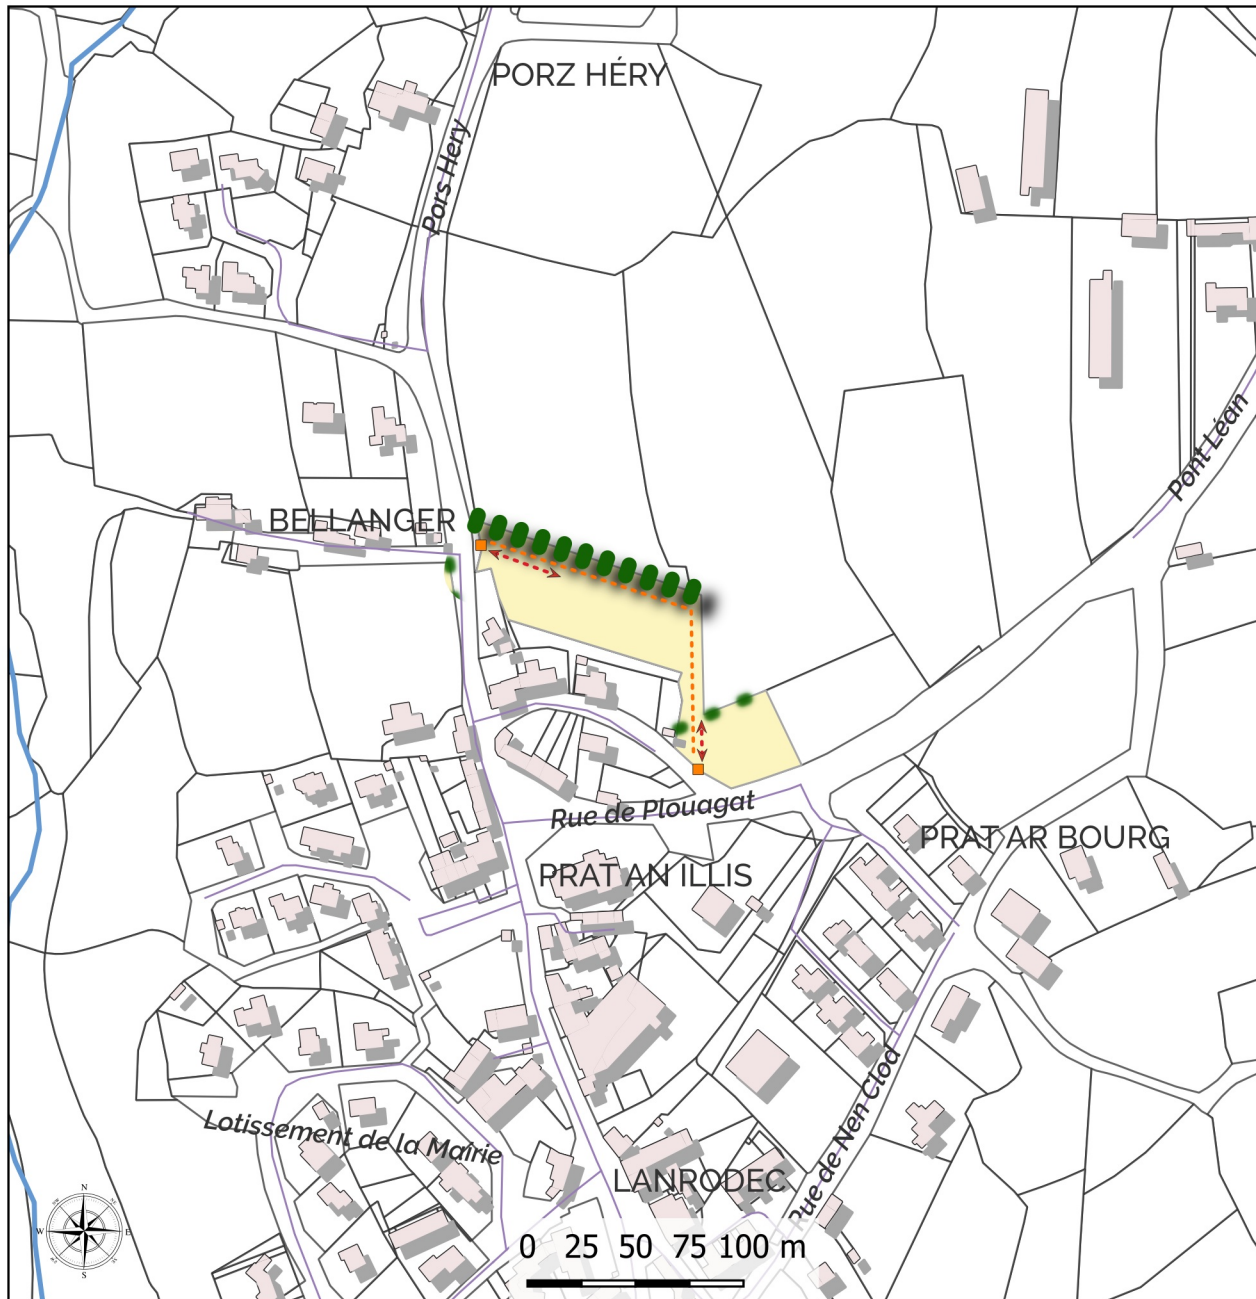 PORZ HÉRY
Pors Hery
Pont Léan
BELLANGER
Rue de Plouagat
PRAT AR BOURG
PRAT AN ILLIS
Rue de Nen Clod
Lotissement de la Mairie
LANRODEC
N
W E
S
0 25 50 75 100 m